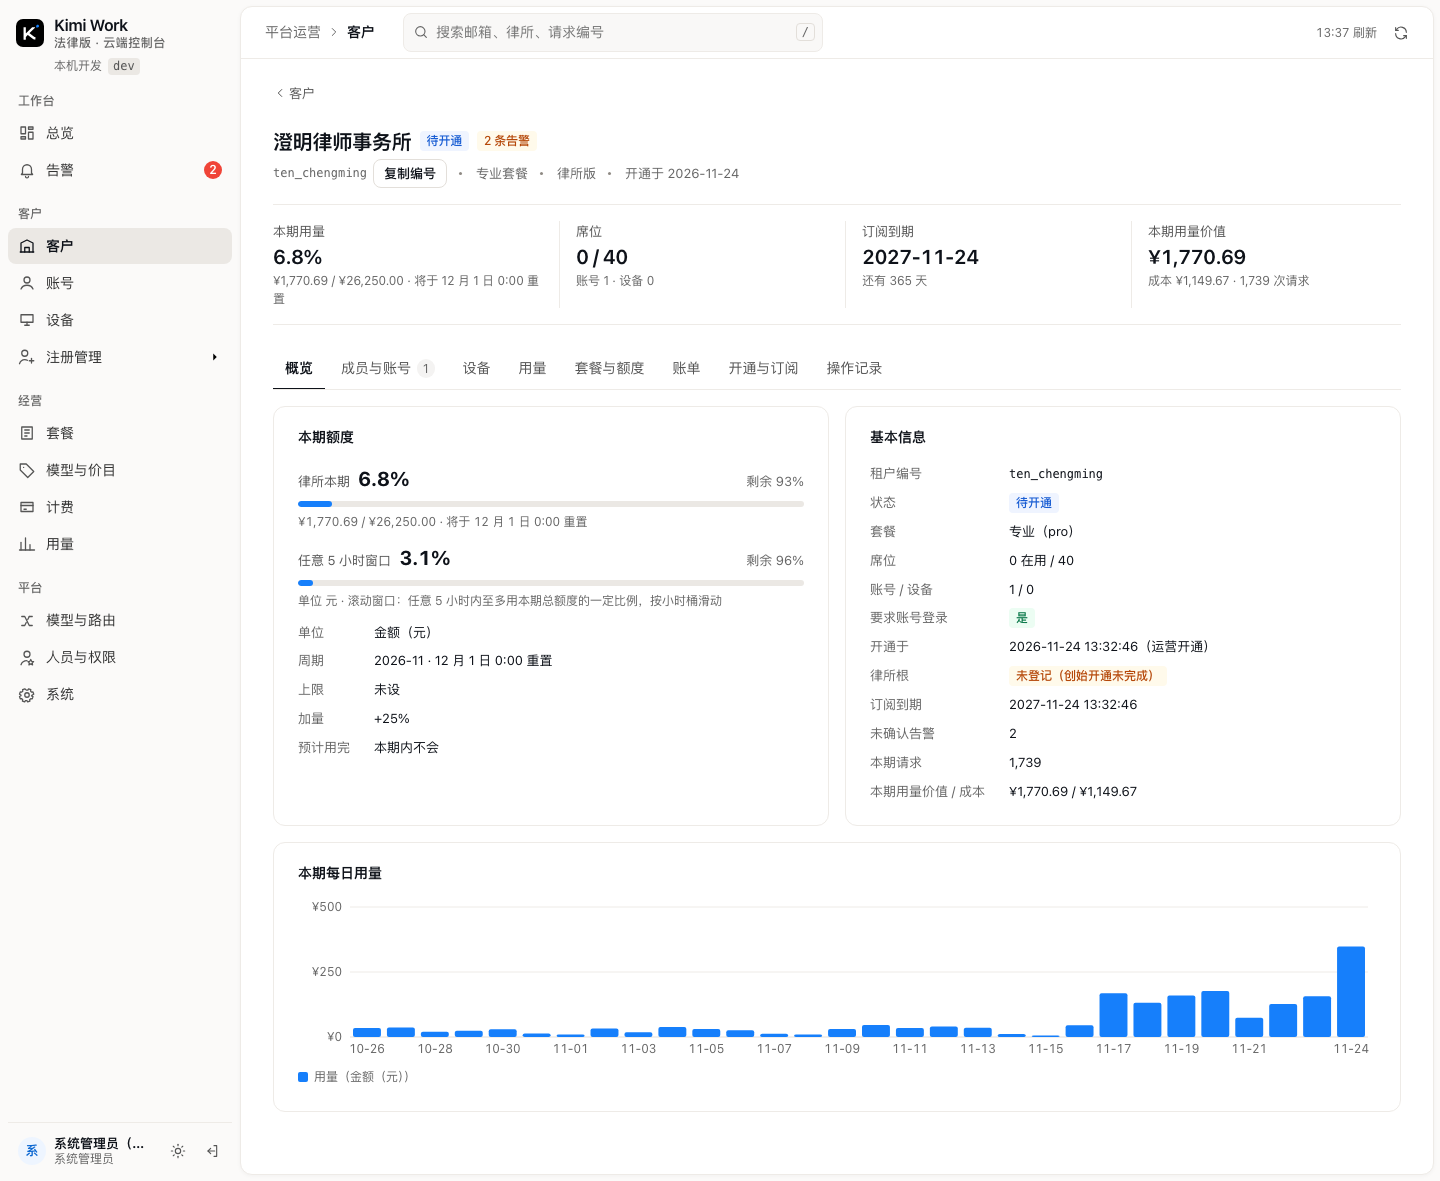 Kimi Work
法律版 · 云端控制台
本机开发 dev
工作台
总览
告警 2
客户
客户
账号
设备
注册管理
经营
套餐
模型与价目
计费
用量
平台
模型与路由
人员与权限
系统
系 系统管理员（...
系统管理员
平台运营 > 客户
搜索邮箱、律所、请求编号 /
13:37 刷新
客户
澄明律师事务所 待开通 2 条告警
ten_chengming 复制编号 • 专业套餐 • 律所版 • 开通于 2026-11-24
本期用量
6.8%
¥1,770.69 / ¥26,250.00 · 将于 12 月 1 日 0:00 重
置
席位
0 / 40
账号 1 · 设备 0
订阅到期
2027-11-24
还有 365 天
本期用量价值
¥1,770.69
成本 ¥1,149.67 · 1,739 次请求
概览 成员与账号 1 设备 用量 套餐与额度 账单 开通与订阅 操作记录
本期额度
律所本期 6.8% 剩余 93%
¥1,770.69 / ¥26,250.00 · 将于 12 月 1 日 0:00 重置
任意 5 小时窗口 3.1% 剩余 96%
单位 元 · 滚动窗口：任意 5 小时内至多用本期总额度的一定比例，按小时桶滑动
单位 金额（元）
周期 2026-11 · 12 月 1 日 0:00 重置
上限 未设
加量 +25%
预计用完 本期内不会
基本信息
租户编号 ten_chengming
状态 待开通
套餐 专业（pro）
席位 0 在用 / 40
账号 / 设备 1 / 0
要求账号登录 是
开通于 2026-11-24 13:32:46（运营开通）
律所根 未登记（创始开通未完成）
订阅到期 2027-11-24 13:32:46
未确认告警 2
本期请求 1,739
本期用量价值 / 成本 ¥1,770.69 / ¥1,149.67
本期每日用量
¥500
¥250
¥0
10-26 10-28 10-30 11-01 11-03 11-05 11-07 11-09 11-11 11-13 11-15 11-17 11-19 11-21 11-24
用量（金额（元））